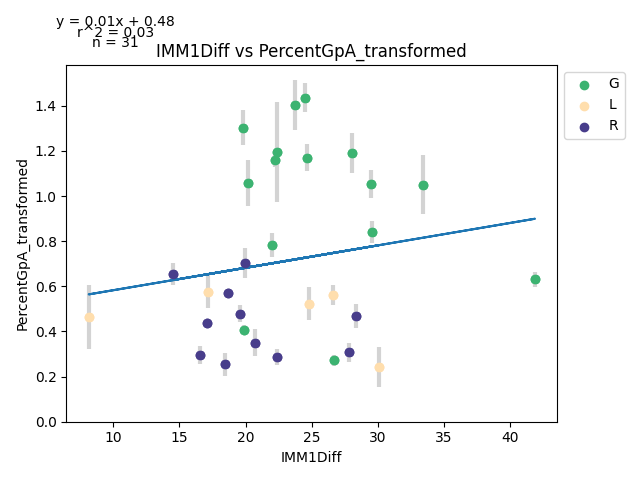 y = 0.01x + 0.48
r^2 = 0.03
n = 31
IMM1Diff vs PercentGpA_transformed
G
L
R
PercentGpA_transformed
1.4
1.2
1.0
0.8
0.6
0.4
0.2
0.0
10 15 20 25 30 35 40
IMM1Diff